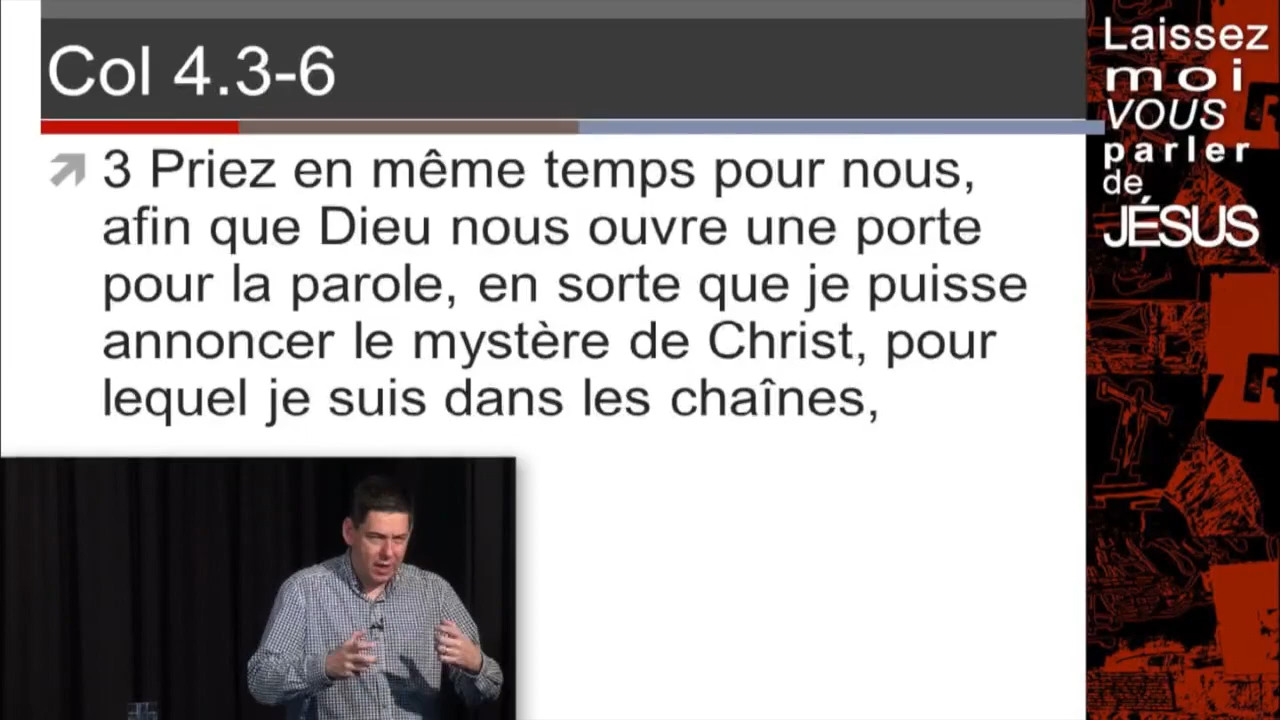 Col 4.3-6
3 Priez en même temps pour nous,
afin que Dieu nous ouvre une porte
pour la parole, en sorte que je puisse
annoncer le mystère de Christ, pour
lequel je suis dans les chaînes,
Laissez
moi
VOUS
parler
de
JÉSUS